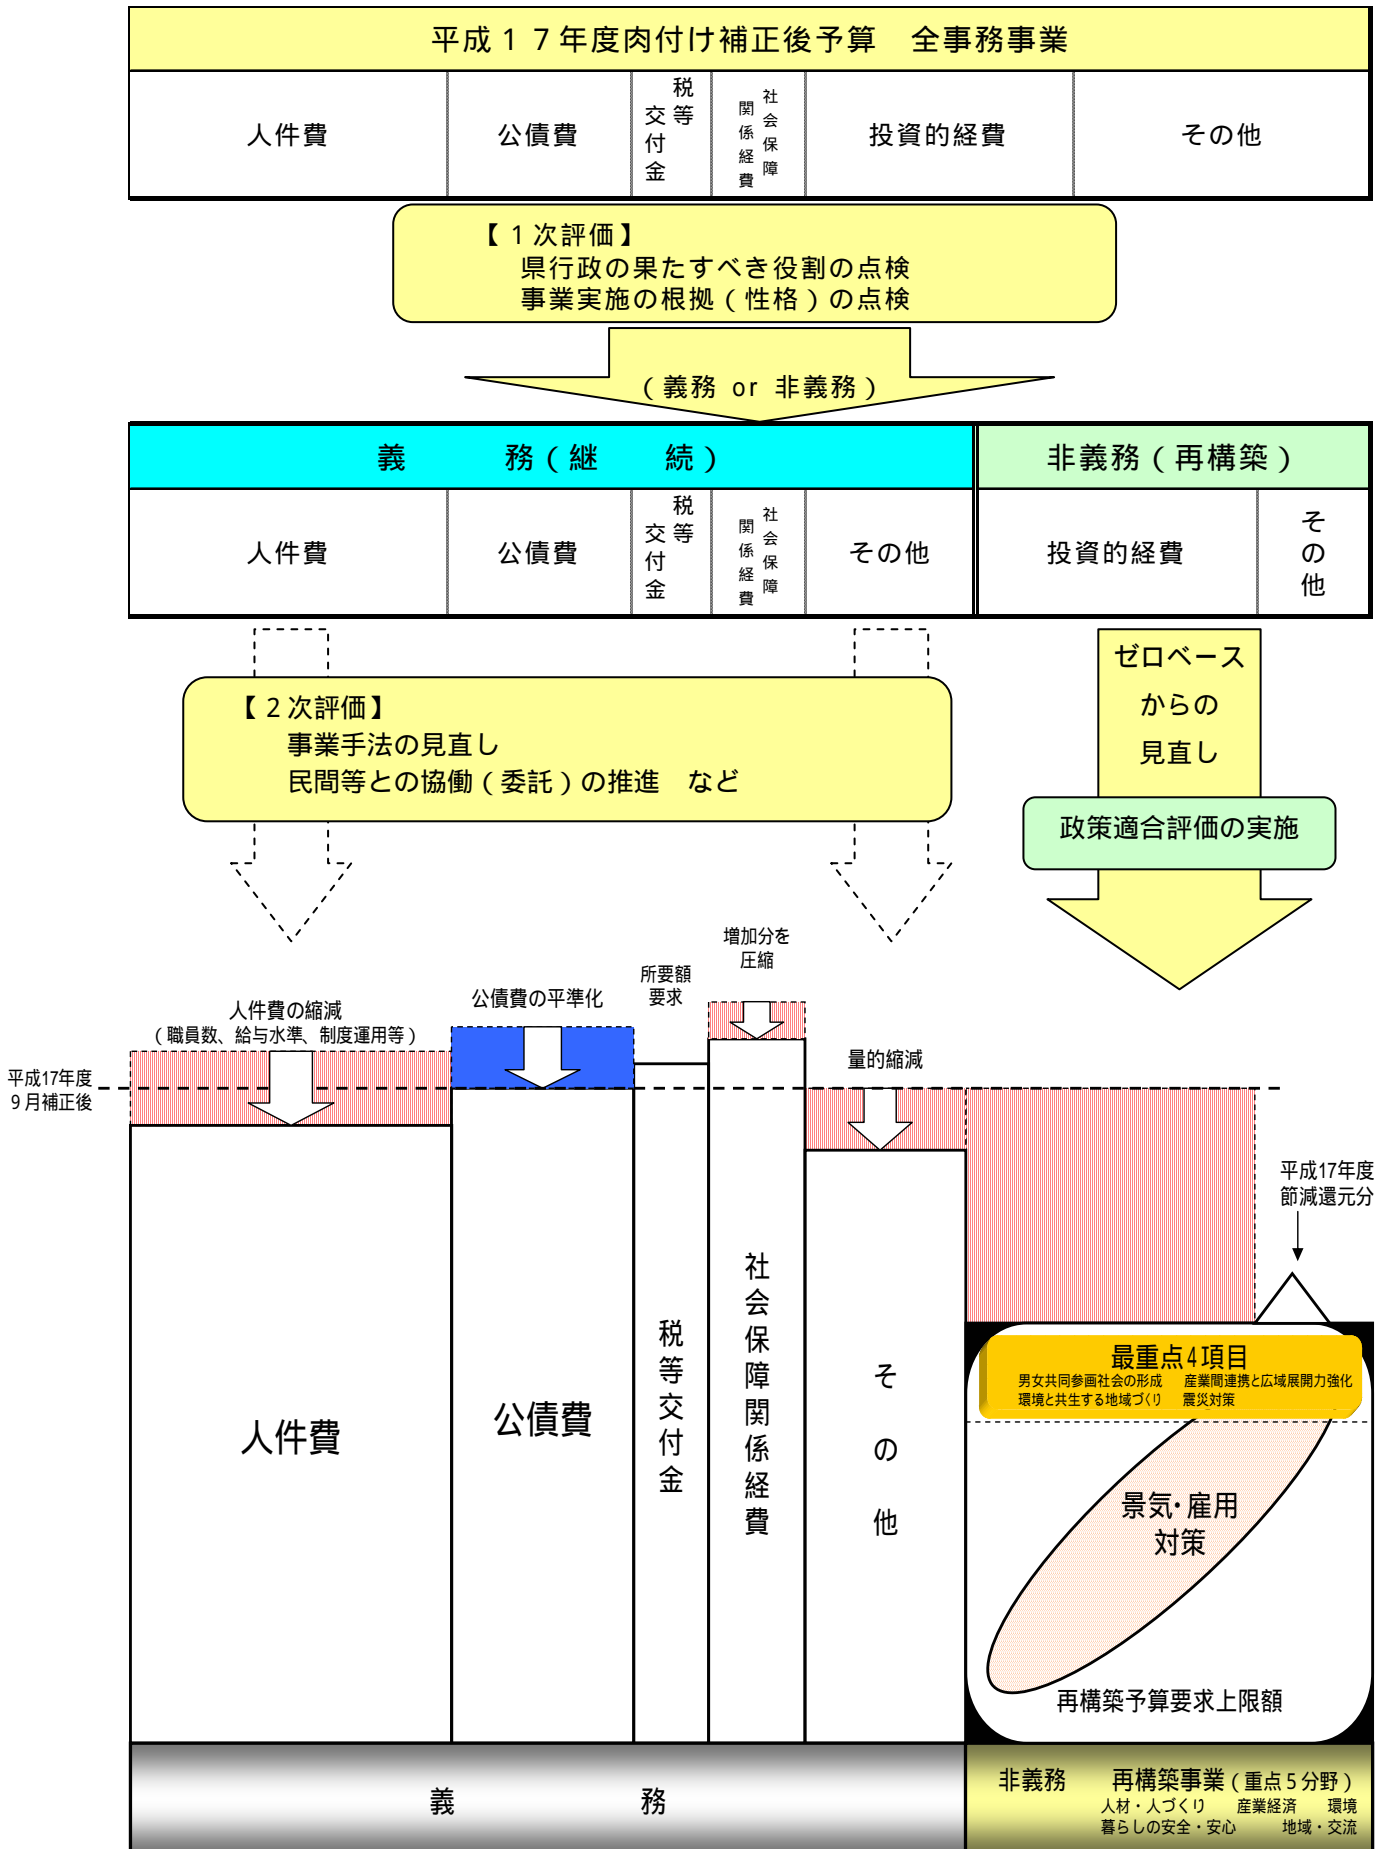 平成１７年度肉付け補正後予算　全事務事業
人件費
公債費
税等交付金
社会保障関係経費
投資的経費
その他
【１次評価】
県行政の果たすべき役割の点検
事業実施の根拠（性格）の点検
（義務 or 非義務）
義　　務（継　続）
非義務（再構築）
人件費
公債費
税等交付金
社会保障関係経費
その他
投資的経費
その他
【２次評価】
事業手法の見直し
民間等との協働（委託）の推進　など
ゼロベース
からの
見直し
政策適合評価の実施
人件費の縮減
（職員数、給与水準、制度運用等）
公債費の平準化
所要額
要求
増加分を
圧縮
量的縮減
平成17年度
９月補正後
平成17年度
節減還元分
人件費
公債費
税等交付金
社会保障関係経費
その他
最重点4項目
男女共同参画社会の形成　産業間連携と広域展開力強化
環境と共生する地域づくり　震災対策
景気・雇用
対策
再構築予算要求上限額
義　　務
非義務　再構築事業（重点５分野）
人材・人づくり　産業経済　環境
暮らしの安全・安心　地域・交流